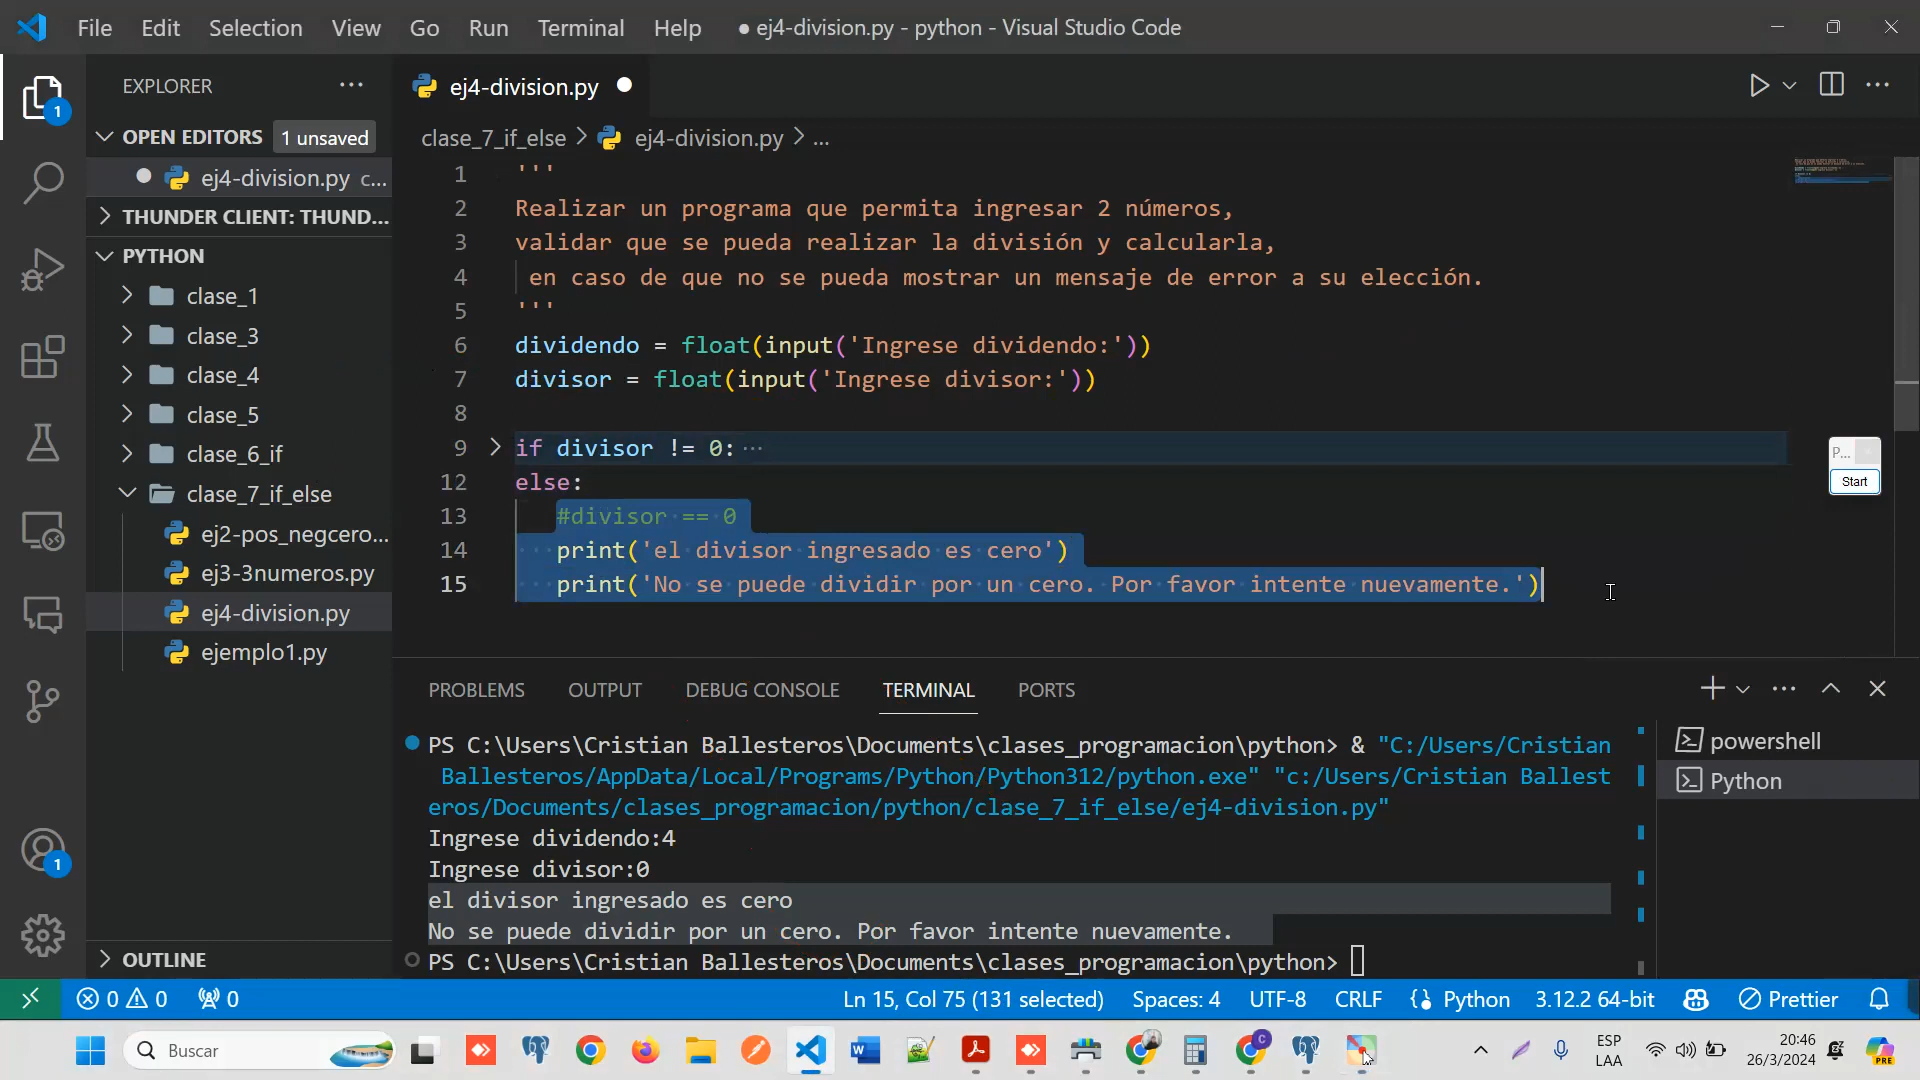 File Edit Selection View Go Run Terminal Help ● ej4-division.py - python - Visual Studio Code
EXPLORER ...
ej4-division.py
OPEN EDITORS 1 unsaved
ej4-division.py c...
THUNDER CLIENT: THUND...
PYTHON
clase_1
clase_3
clase_4
clase_5
clase_6_if
clase_7_if_else
ej2-pos_negcero...
ej3-3numeros.py
ej4-division.py
ejemplo1.py
OUTLINE
1
1
clase_7_if_else > ej4-division.py > ...
1 '''
2 Realizar un programa que permita ingresar 2 números,
3 validar que se pueda realizar la división y calcularla,
4 en caso de que no se pueda mostrar un mensaje de error a su elección.
5 '''
6 dividendo = float(input('Ingrese dividendo:'))
7 divisor = float(input('Ingrese divisor:'))
8
9 if divisor != 0: ...
12 else:
13 #divisor == 0
14 print('el divisor ingresado es cero')
15 print('No se puede dividir por un cero. Por favor intente nuevamente.')
P...
Start
PROBLEMS OUTPUT DEBUG CONSOLE TERMINAL PORTS
PS C:\Users\Cristian Ballesteros\Documents\clases_programacion\python> & "C:/Users/Cristian
Ballesteros/AppData/Local/Programs/Python/Python312/python.exe" "c:/Users/Cristian Ballest
eros/Documents/clases_programacion/python/clase_7_if_else/ej4-division.py"
Ingrese dividendo:4
Ingrese divisor:0
el divisor ingresado es cero
No se puede dividir por un cero. Por favor intente nuevamente.
PS C:\Users\Cristian Ballesteros\Documents\clases_programacion\python>
powershell
Python
0 0 0 Ln 15, Col 75 (131 selected) Spaces: 4 UTF-8 CRLF Python 3.12.2 64-bit Prettier
Buscar
ESP
LAA
20:46
26/3/2024
PRE